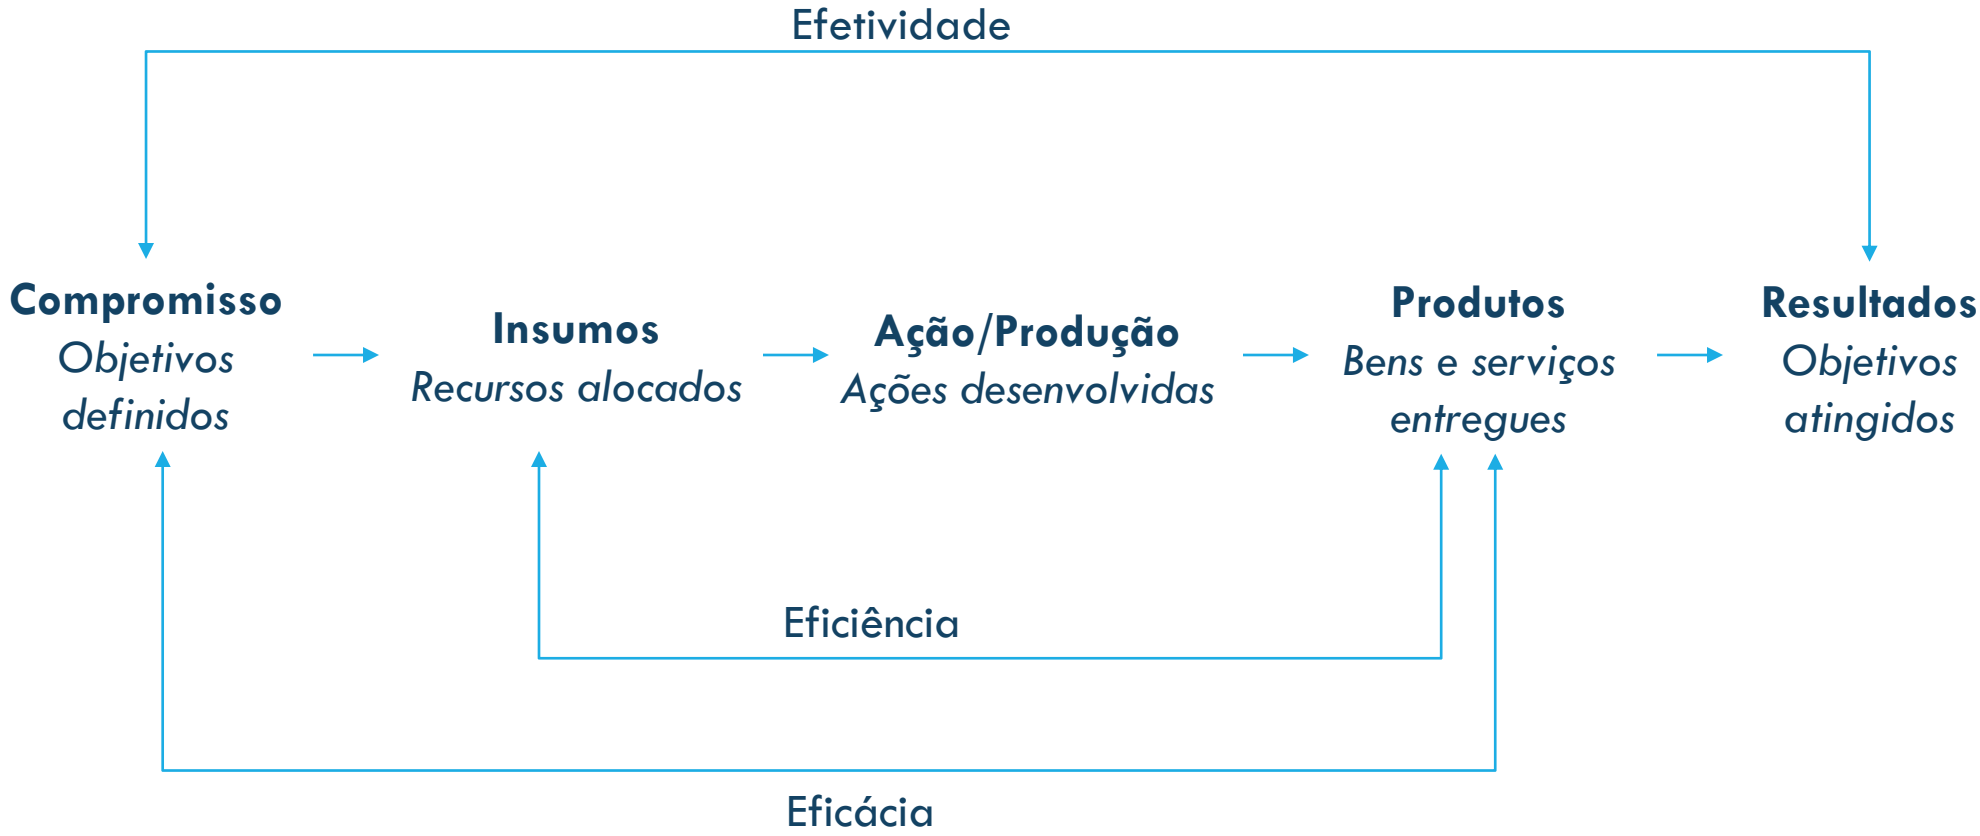 Efetividade
Compromisso
Objetivos
definidos
Insumos
Recursos alocados
Ação/Produção
Ações desenvolvidas
Produtos
Bens e serviços
entregues
Resultados
Objetivos
atingidos
Eficiência
Eficácia